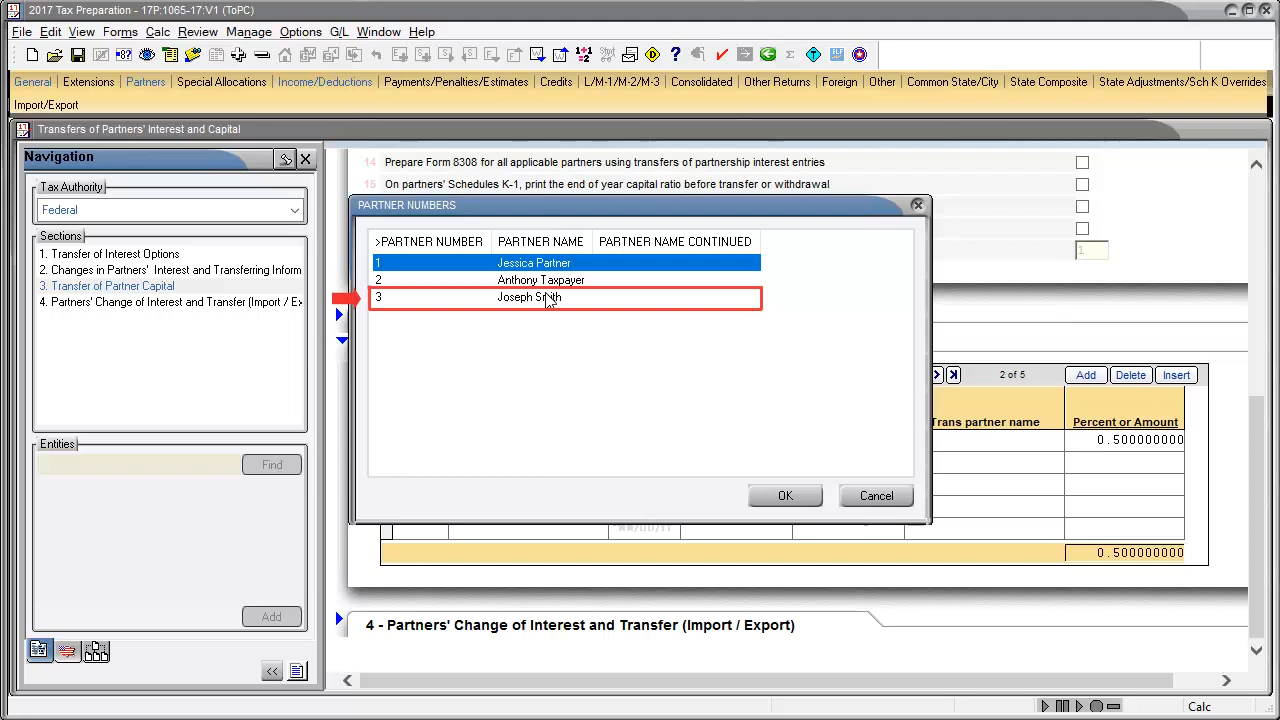 2017 Tax Preparation - 17P:1065-17:V1 (ToPC)
File Edit View Forms Calc Review Manage Options G/L Window Help
General Extensions Partners Special Allocations Income/Deductions Payments/Penalties/Estimates Credits L/M-1/M-2/M-3 Consolidated Other Returns Foreign Other Common State/City State Composite State Adjustments/Sch K Overrides
Import/Export
Transfers of Partners' Interest and Capital
Navigation
Tax Authority
Federal
Sections
1. Transfer of Interest Options
2. Changes in Partners' Interest and Transferring Inform
3. Transfer of Partner Capital
4. Partners' Change of Interest and Transfer (Import / Ex
Entities
Find
Add
14 Prepare Form 8308 for all applicable partners using transfers of partnership interest entries
15 On partners' Schedules K-1, print the end of year capital ratio before transfer or withdrawal
1
PARTNER NUMBERS
>PARTNER NUMBER PARTNER NAME PARTNER NAME CONTINUED
1 Jessica Partner
2 Anthony Taxpayer
3 Joseph Smith
OK Cancel
2 of 5 Add Delete Insert
Trans partner name Percent or Amount
0.500000000
0.500000000
4 - Partners' Change of Interest and Transfer (Import / Export)
Calc